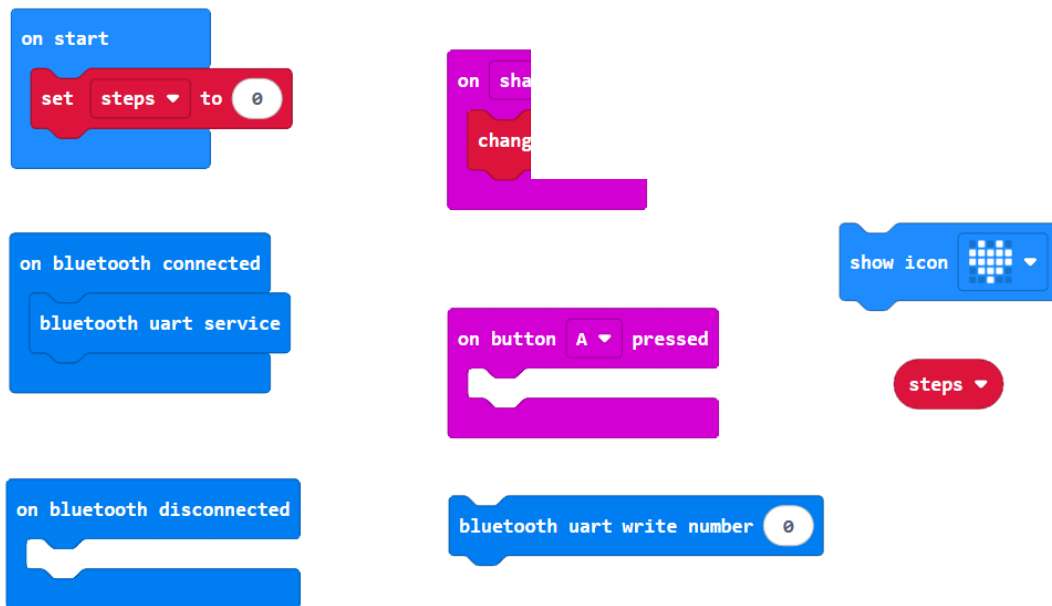 on start
set steps to 0
on sha
chang
on bluetooth connected
bluetooth uart service
show icon
on button A pressed
steps
on bluetooth disconnected
bluetooth uart write number 0